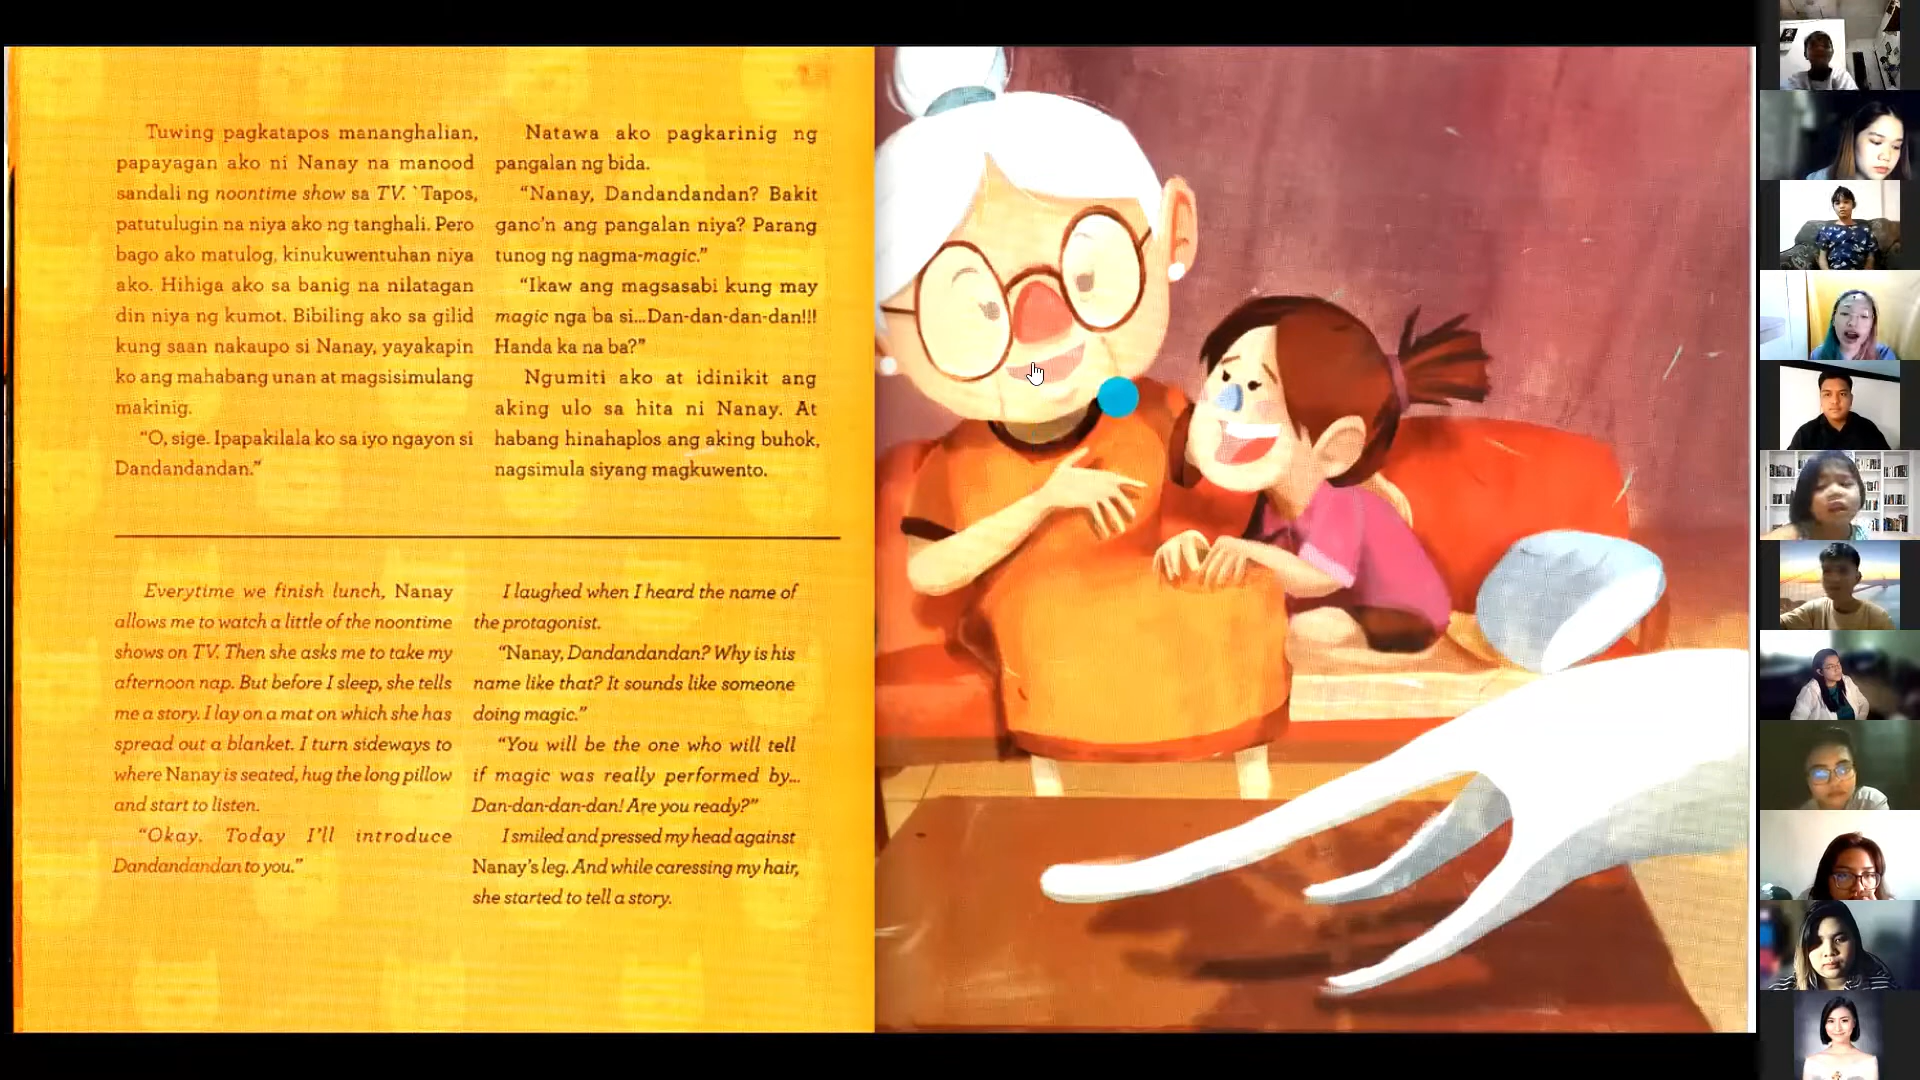 Tuwing pagkatapos mananghalian,
papayagan ako ni Nanay na manood
sandali ng noontime show sa TV. `Tapos,
patutulugin na niya ako ng tanghali. Pero
bago ako matulog, kinukuwentuhan niya
ako. Hihiga ako sa banig na nilatagan
din niya ng kumot. Bibiling ako sa gilid
kung saan nakaupo si Nanay, yayakapin
ko ang mahabang unan at magsisimulang
makinig.
“O, sige. Ipapakilala ko sa iyo ngayon si
Dandandandan.”
Natawa ako pagkarinig ng
pangalan ng bida.
“Nanay, Dandandandan? Bakit
gano’n ang pangalan niya? Parang
tunog ng nagma-magic.”
“Ikaw ang magsasabi kung may
magic nga ba si...Dan-dan-dan-dan!!!
Handa ka na ba?”
Ngumiti ako at idinikit ang
aking ulo sa hita ni Nanay. At
habang hinahaplos ang aking buhok,
nagsimula siyang magkuwento.
Everytime we finish lunch, Nanay
allows me to watch a little of the noontime
shows on TV. Then she asks me to take my
afternoon nap. But before I sleep, she tells
me a story. I lay on a mat on which she has
spread out a blanket. I turn sideways to
where Nanay is seated, hug the long pillow
and start to listen.
“Okay. Today I’ll introduce
Dandandandan to you.”
I laughed when I heard the name of
the protagonist.
“Nanay, Dandandandan? Why is his
name like that? It sounds like someone
doing magic.”
“You will be the one who will tell
if magic was really performed by...
Dan-dan-dan-dan! Are you ready?”
I smiled and pressed my head against
Nanay’s leg. And while caressing my hair,
she started to tell a story.